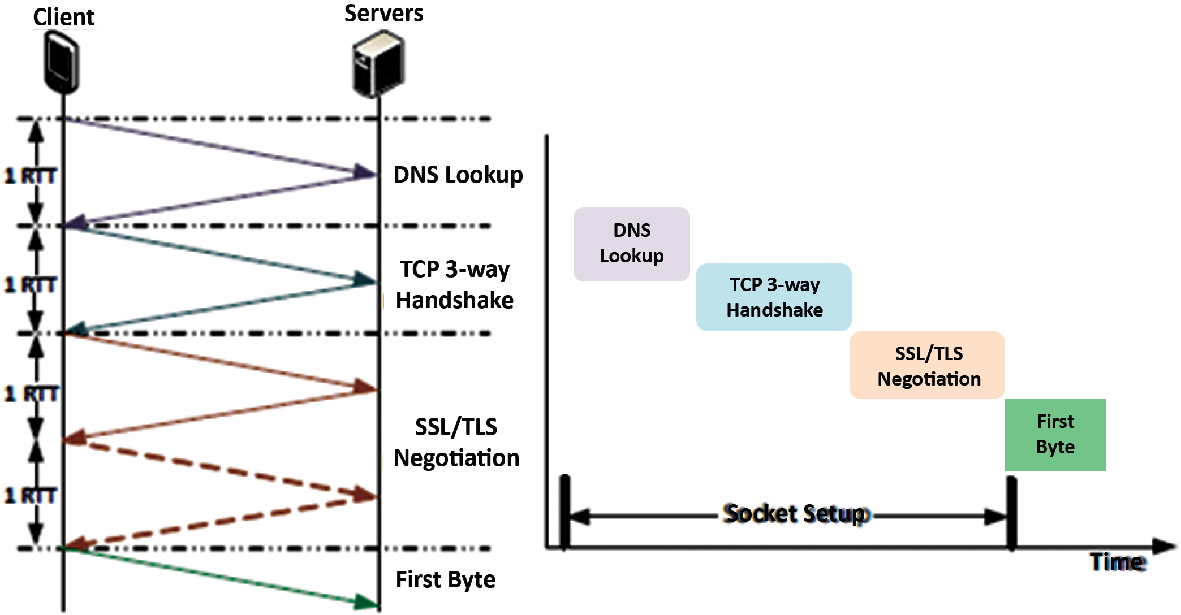 Client
Servers
1 RTT
DNS Lookup
1 RTT
TCP 3-way
Handshake
1 RTT
SSL/TLS
Negotiation
1 RTT
First Byte
DNS
Lookup
TCP 3-way
Handshake
SSL/TLS
Negotiation
First
Byte
Socket Setup
Time